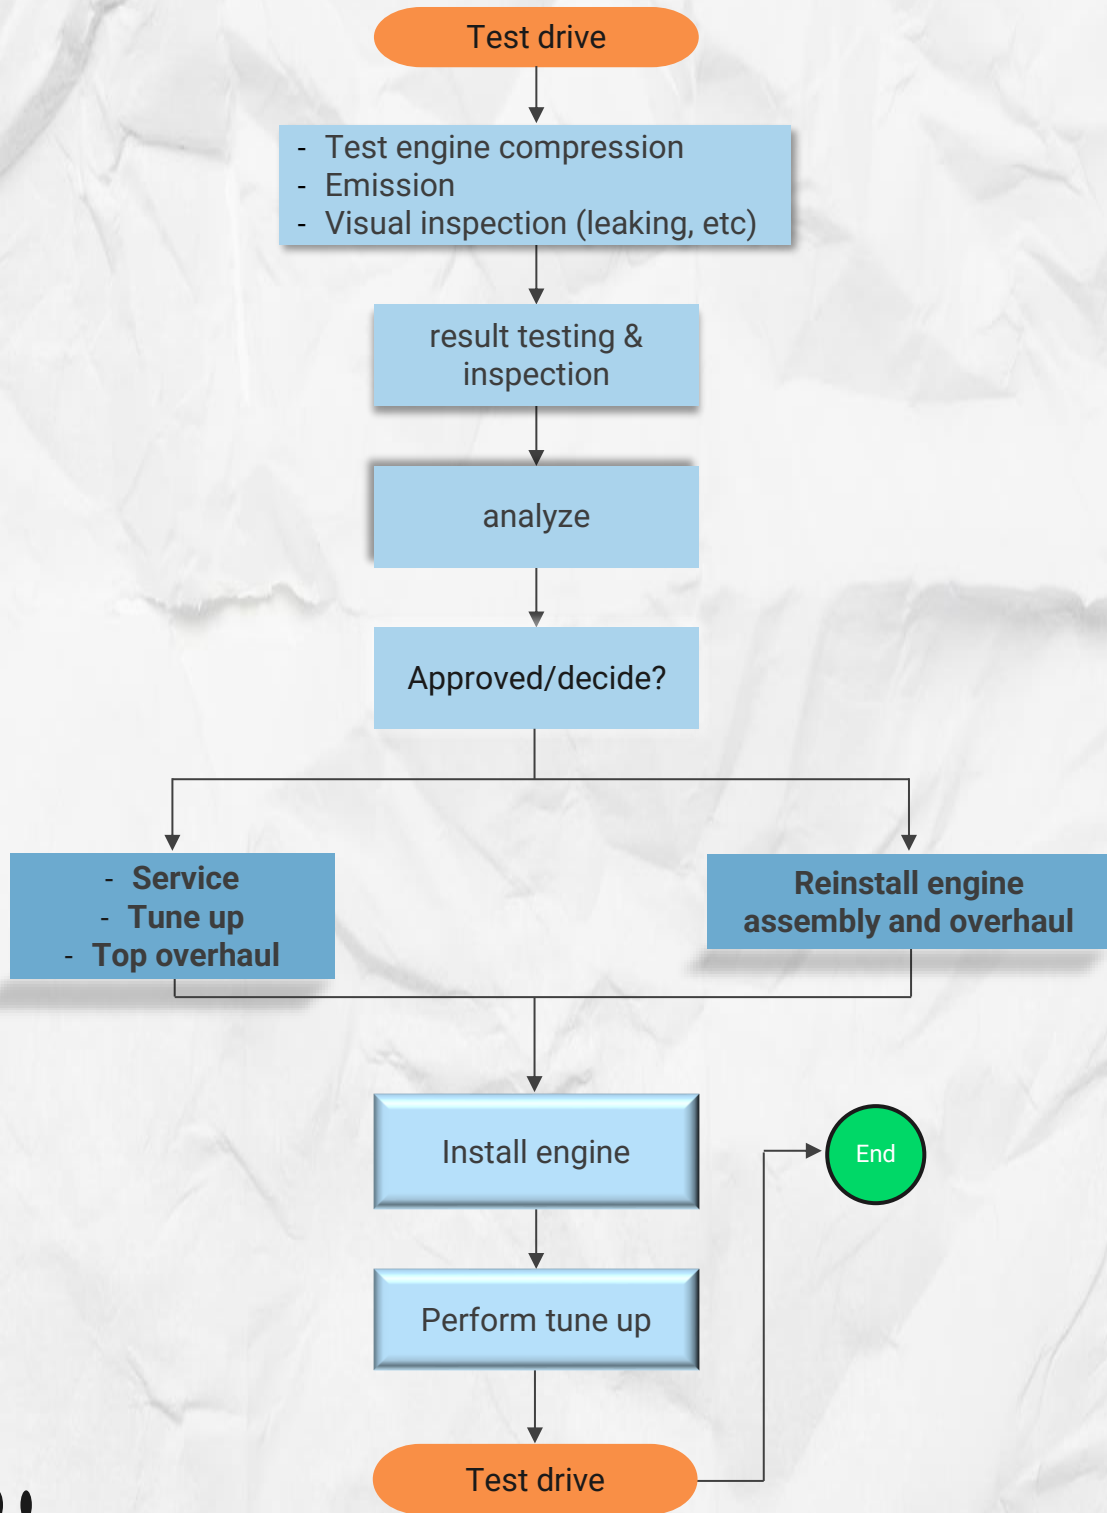 Test drive
- Test engine compression
- Emission
- Visual inspection (leaking, etc)
result testing &
inspection
analyze
Approved/decide?
- Service
- Tune up
- Top overhaul
Reinstall engine
assembly and overhaul
Install engine
End
Perform tune up
Test drive